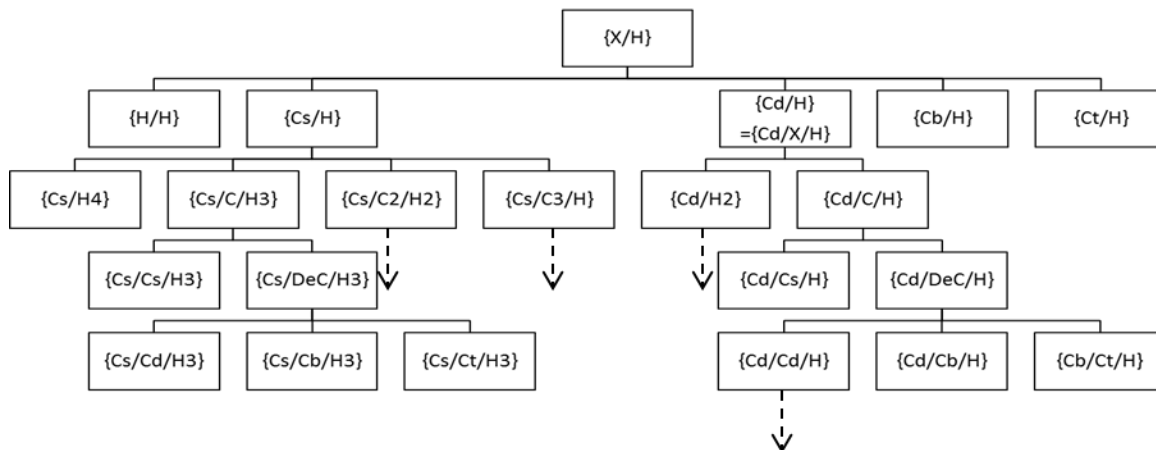 {X/H}
{H/H}
{Cs/H}
{Cd/H}
={Cd/X/H}
{Cb/H}
{Ct/H}
{Cs/H4}
{Cs/C/H3}
{Cs/C2/H2}
{Cs/C3/H}
{Cd/H2}
{Cd/C/H}
{Cs/Cs/H3}
{Cs/DeC/H3}
{Cd/Cs/H}
{Cd/DeC/H}
{Cs/Cd/H3}
{Cs/Cb/H3}
{Cs/Ct/H3}
{Cd/Cd/H}
{Cd/Cb/H}
{Cb/Ct/H}